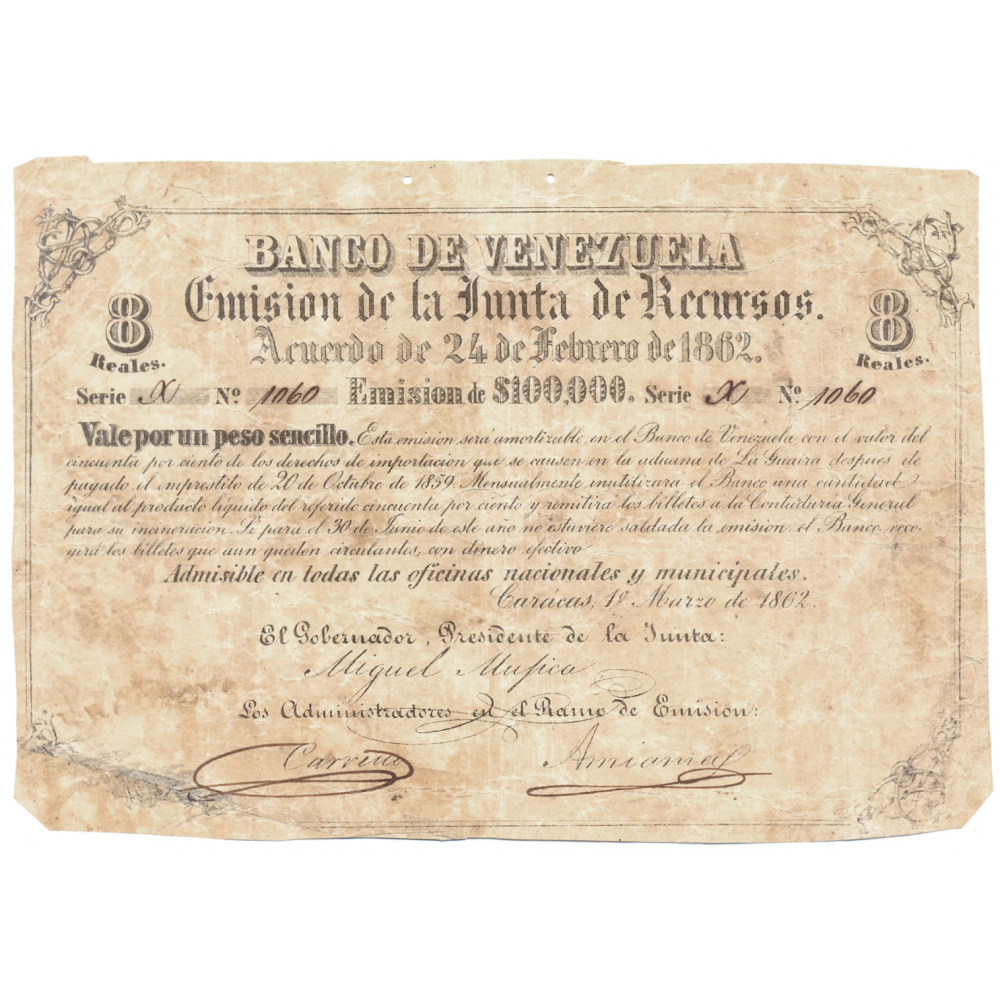 BANCO DE VENEZUELA
Emision de la Junta de Recursos.
Acuerdo de 24 de Febrero de 1862.
8 Reales. 8 Reales.
Serie X Nº 1060 Emision de $100,000. Serie X Nº 1060
Vale por un peso sencillo. Esta emision será amortizable en el Banco de Venezuela con el valor del
cincuenta por ciento de los derechos de importacion que se causen en la aduana de La Guaira despues de
pagado el emprestito de 20 de Octubre de 1859. Mensualmente inutilizara el Banco una cantidad
igual al producto liquido del referido cincuenta por ciento y remitirá los billetes a la Contaduria General
para su incineracion. Si para el 30 de Junio de este año no estuviere saldada la emision el Banco reco-
gerá los billetes que aun queden circulantes, con dinero efectivo
Admisible en todas las oficinas nacionales y municipales.
Carácas, 1º Marzo de 1862.
El Gobernador, Presidente de la Junta:
Miguel Mujica
Los Administradores en el Ramo de Emision: